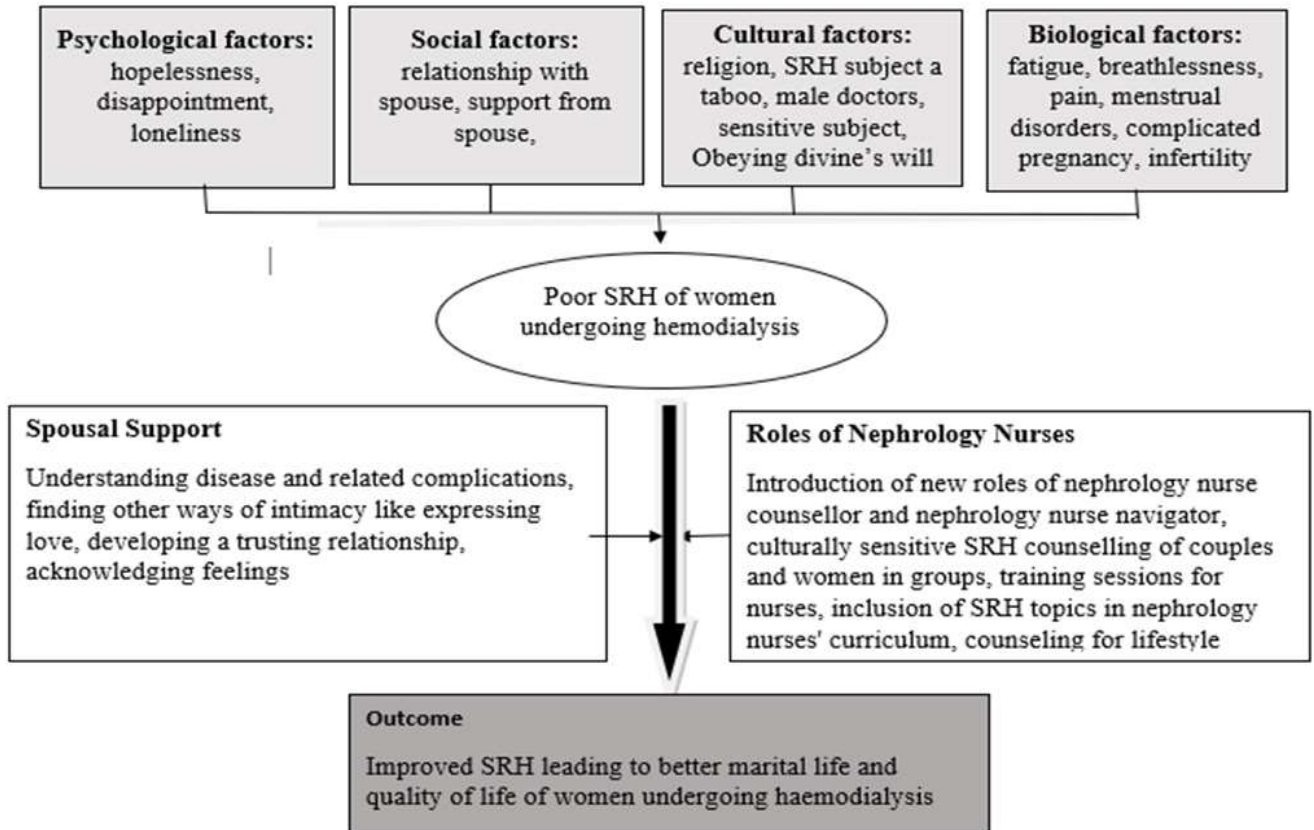 Psychological factors:
hopelessness,
disappointment,
loneliness
Social factors:
relationship with
spouse, support from
spouse,
Cultural factors:
religion, SRH subject a
taboo, male doctors,
sensitive subject,
Obeying divine’s will
Biological factors:
fatigue, breathlessness,
pain, menstrual
disorders, complicated
pregnancy, infertility
Poor SRH of women
undergoing hemodialysis
Spousal Support
Understanding disease and related complications,
finding other ways of intimacy like expressing
love, developing a trusting relationship,
acknowledging feelings
Roles of Nephrology Nurses
Introduction of new roles of nephrology nurse
counsellor and nephrology nurse navigator,
culturally sensitive SRH counselling of couples
and women in groups, training sessions for
nurses, inclusion of SRH topics in nephrology
nurses' curriculum, counseling for lifestyle
Outcome
Improved SRH leading to better marital life and
quality of life of women undergoing haemodialysis